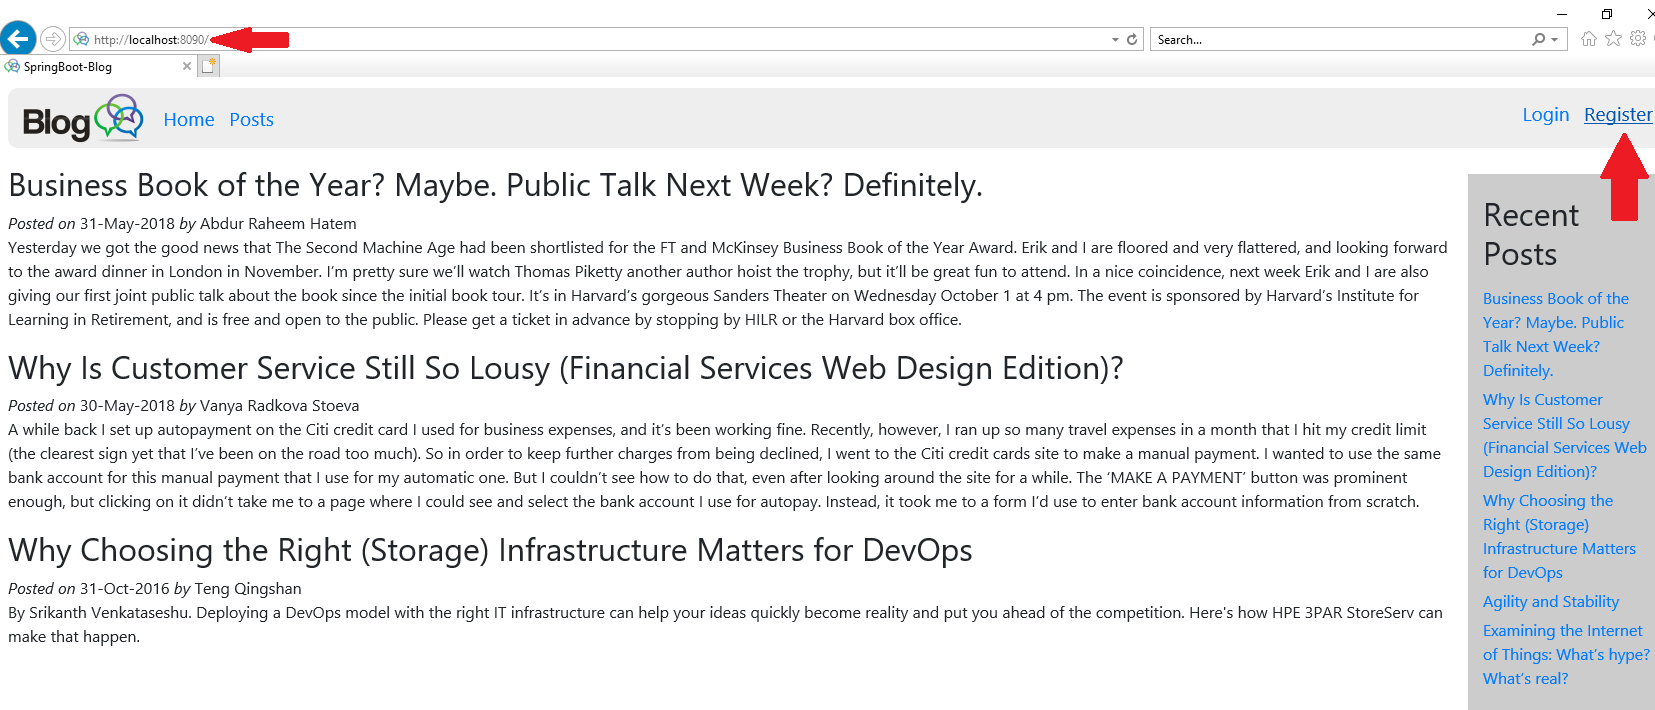 http://localhost:8090/
Search...
SpringBoot-Blog
Blog Home Posts Login Register
Business Book of the Year? Maybe. Public Talk Next Week? Definitely.
Posted on 31-May-2018 by Abdur Raheem Hatem
Yesterday we got the good news that The Second Machine Age had been shortlisted for the FT and McKinsey Business Book of the Year Award. Erik and I are floored and very flattered, and looking forward
to the award dinner in London in November. I’m pretty sure we’ll watch Thomas Piketty another author hoist the trophy, but it’ll be great fun to attend. In a nice coincidence, next week Erik and I are also
giving our first joint public talk about the book since the initial book tour. It’s in Harvard’s gorgeous Sanders Theater on Wednesday October 1 at 4 pm. The event is sponsored by Harvard’s Institute for
Learning in Retirement, and is free and open to the public. Please get a ticket in advance by stopping by HILR or the Harvard box office.
Why Is Customer Service Still So Lousy (Financial Services Web Design Edition)?
Posted on 30-May-2018 by Vanya Radkova Stoeva
A while back I set up autopayment on the Citi credit card I used for business expenses, and it’s been working fine. Recently, however, I ran up so many travel expenses in a month that I hit my credit limit
(the clearest sign yet that I’ve been on the road too much). So in order to keep further charges from being declined, I went to the Citi credit cards site to make a manual payment. I wanted to use the same
bank account for this manual payment that I use for my automatic one. But I couldn’t see how to do that, even after looking around the site for a while. The ‘MAKE A PAYMENT’ button was prominent
enough, but clicking on it didn’t take me to a page where I could see and select the bank account I use for autopay. Instead, it took me to a form I’d use to enter bank account information from scratch.
Why Choosing the Right (Storage) Infrastructure Matters for DevOps
Posted on 31-Oct-2016 by Teng Qingshan
By Srikanth Venkataseshu. Deploying a DevOps model with the right IT infrastructure can help your ideas quickly become reality and put you ahead of the competition. Here's how HPE 3PAR StoreServ can
make that happen.
Recent
Posts
Business Book of the
Year? Maybe. Public
Talk Next Week?
Definitely.
Why Is Customer
Service Still So Lousy
(Financial Services Web
Design Edition)?
Why Choosing the
Right (Storage)
Infrastructure Matters
for DevOps
Agility and Stability
Examining the Internet
of Things: What’s hype?
What’s real?